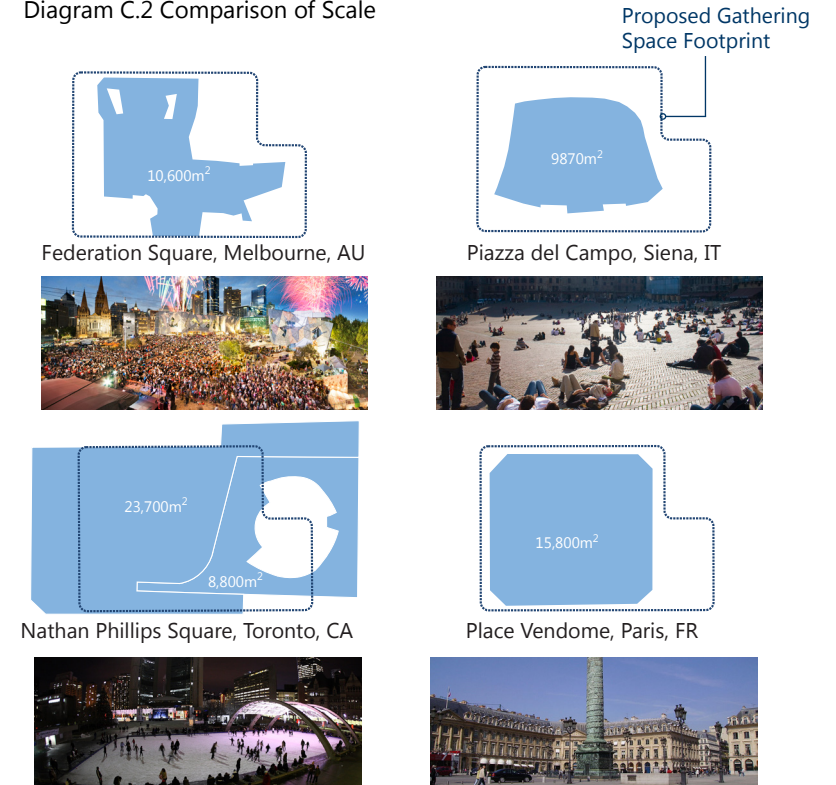 Diagram C.2 Comparison of Scale
Proposed Gathering
Space Footprint
10,600m²
9870m²
Federation Square, Melbourne, AU
Piazza del Campo, Siena, IT
23,700m²
8,800m²
15,800m²
Nathan Phillips Square, Toronto, CA
Place Vendome, Paris, FR